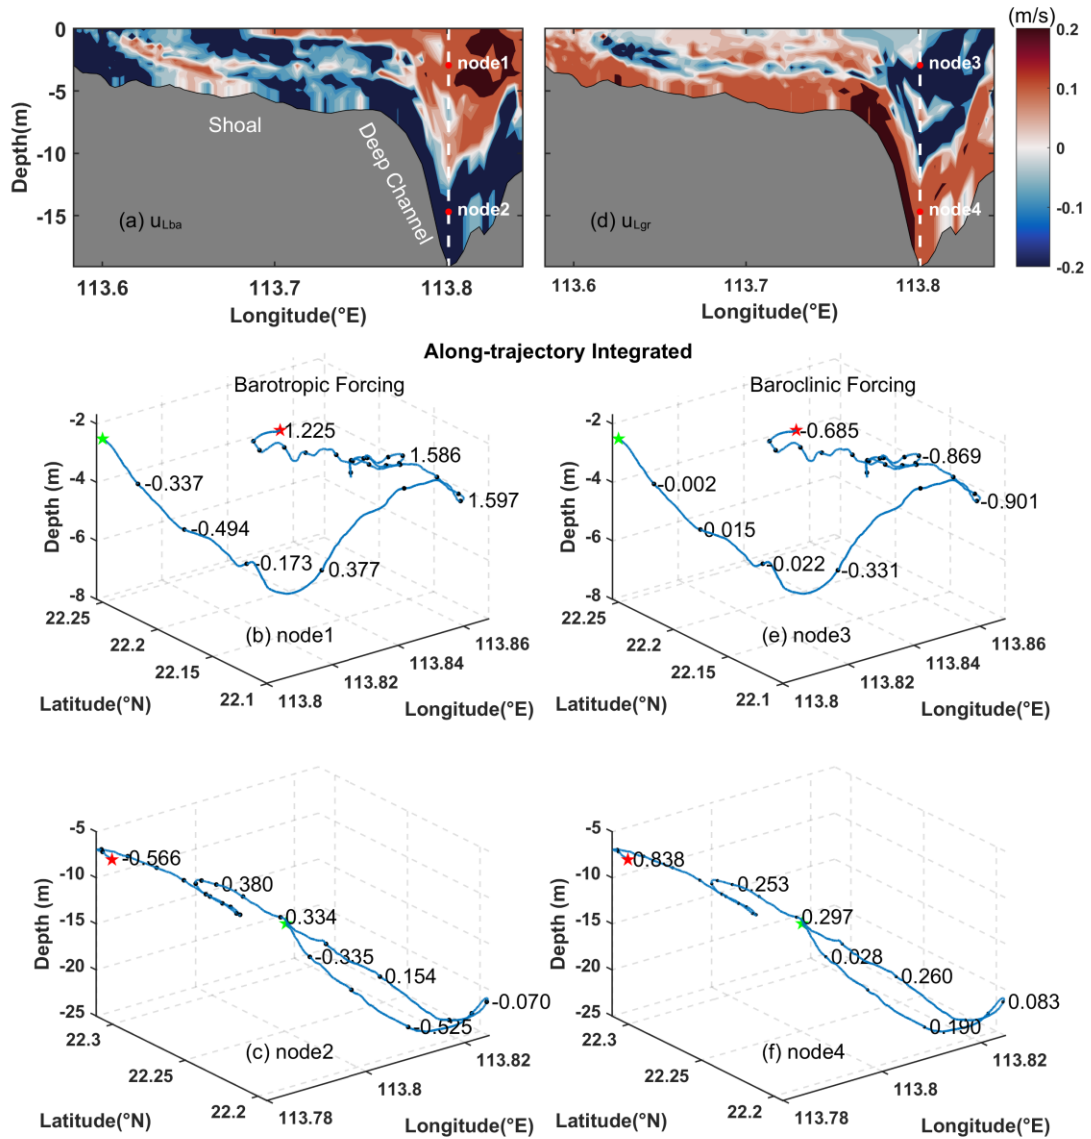 (m/s)
0
-5
-10
-15
Depth(m)
node1
Shoal
Deep Channel
node2
(a) uLba
113.6
113.7
113.8
Longitude(°E)
node3
node4
(d) uLgr
113.6
113.7
113.8
Longitude(°E)
0.2
0.1
0
-0.1
-0.2
Along-trajectory Integrated
Barotropic Forcing
-2
-4
-6
-8
Depth (m)
1.225
1.586
-0.337
1.597
-0.494
-0.173
0.377
22.25
22.2
22.15
22.1
Latitude(°N)
(b) node1
113.8
113.82
113.84
113.86
Longitude(°E)
Baroclinic Forcing
-2
-4
-6
-8
Depth (m)
-0.685
-0.869
-0.002
-0.901
0.015
-0.022
-0.331
22.25
22.2
22.15
22.1
Latitude(°N)
(e) node3
113.8
113.82
113.84
113.86
Longitude(°E)
-5
-10
-15
-20
-25
Depth (m)
-0.566
0.380
0.334
-0.335
0.154
-0.070
-0.525
22.3
22.25
22.2
Latitude(°N)
(c) node2
113.78
113.8
113.82
Longitude(°E)
-5
-10
-15
-20
-25
Depth (m)
0.838
0.253
0.297
0.028
0.260
0.083
0.190
22.3
22.25
22.2
Latitude(°N)
(f) node4
113.78
113.8
113.82
Longitude(°E)